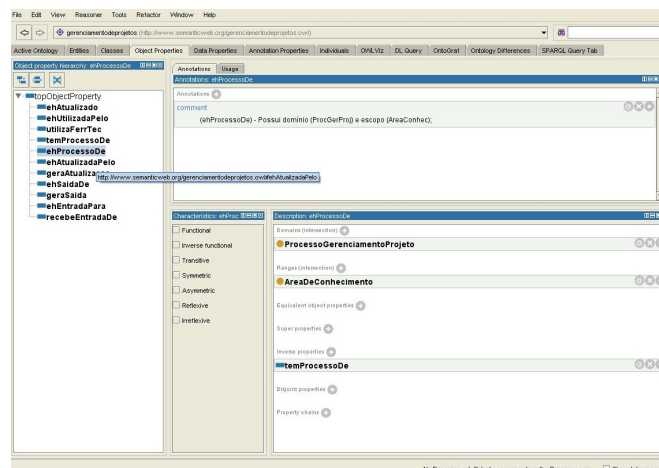 File Edit View Reasoner Tools Refactor Window Help
gerenciamentodeprojetos (http://www.semanticweb.org/gerenciamentodeprojetos.owl)
Active Ontology Entities Classes Object Properties Data Properties Annotation Properties Individuals OWLViz DL Query OntoGraf Ontology Differences SPARQL Query Tab
Object property hierarchy: ehProcessoDe
topObjectProperty
ehAtualizado
ehUtilizadaPelo
utilizaFerrTec
temProcessoDe
ehProcessoDe
ehAtualizadaPelo
geraAtualiza
http://www.semanticweb.org/gerenciamentodeprojetos.owl#ehAtualizadaPelo
ehSaidaDe
geraSaida
ehEntradaPara
recebeEntradaDe
Annotations Usage
Annotations: ehProcessoDe
Annotations
comment
(ehProcessoDe) - Possui domínio (ProcGerProj) e escopo (AreaConhec);
Characteristics: ehProc
Functional
Inverse functional
Transitive
Symmetric
Asymmetric
Reflexive
Irreflexive
Description: ehProcessoDe
Domains (intersection)
ProcessoGerenciamentoProjeto
Ranges (intersection)
AreaDeConhecimento
Equivalent object properties
Super properties
Inverse properties
temProcessoDe
Disjoint properties
Property chains